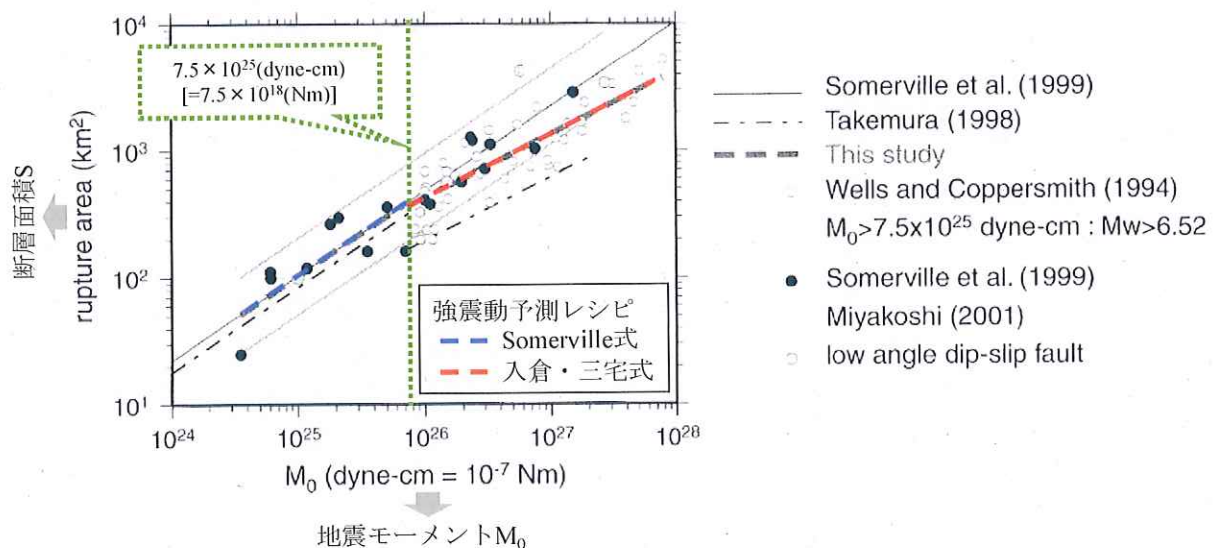 10⁴
7.5×10²⁵(dyne-cm)
[=7.5×10¹⁸(Nm)]
10³
10²
10¹
断層面積S
rupture area (km²)
強震動予測レシピ
Somerville式
入倉・三宅式
10²⁴
10²⁵
10²⁶
10²⁷
10²⁸
M₀ (dyne-cm = 10⁻⁷ Nm)
地震モーメントM₀
Somerville et al. (1999)
Takemura (1998)
This study
Wells and Coppersmith (1994)
M₀>7.5x10²⁵ dyne-cm : Mw>6.52
Somerville et al. (1999)
Miyakoshi (2001)
low angle dip-slip fault